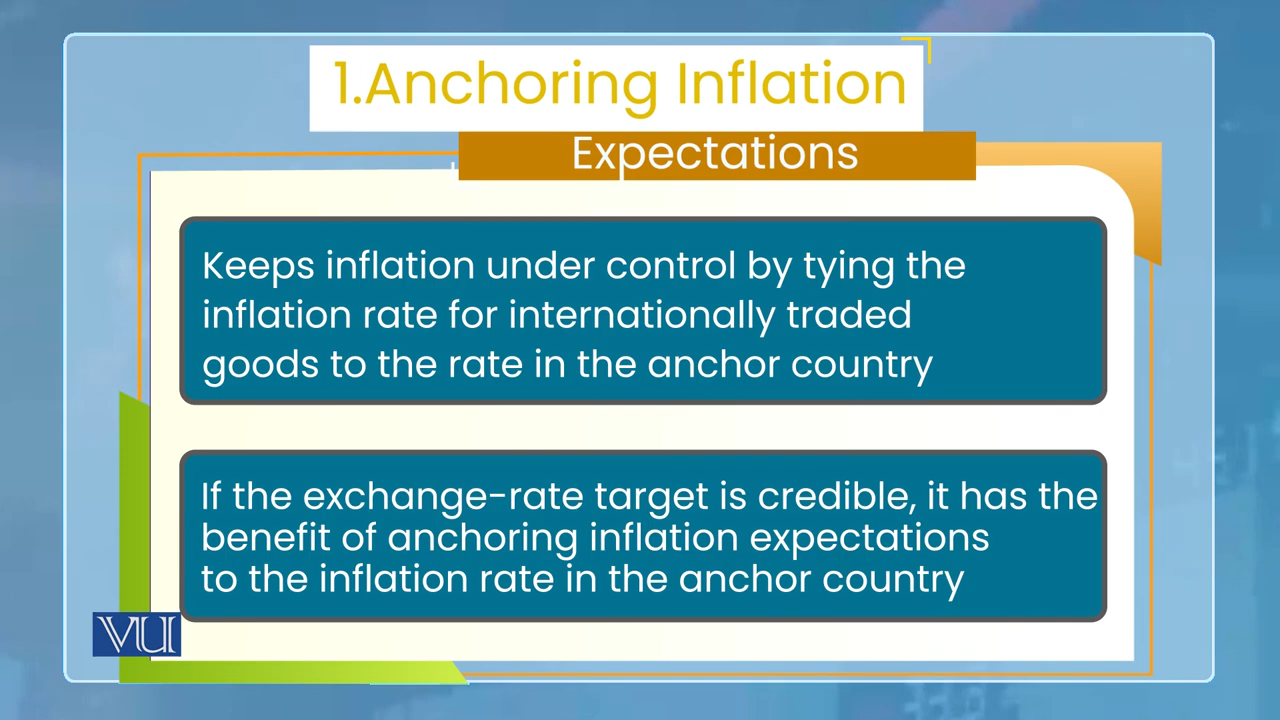 1.Anchoring Inflation
Expectations
Keeps inflation under control by tying the
inflation rate for internationally traded
goods to the rate in the anchor country
If the exchange-rate target is credible, it has the
benefit of anchoring inflation expectations
to the inflation rate in the anchor country
VU